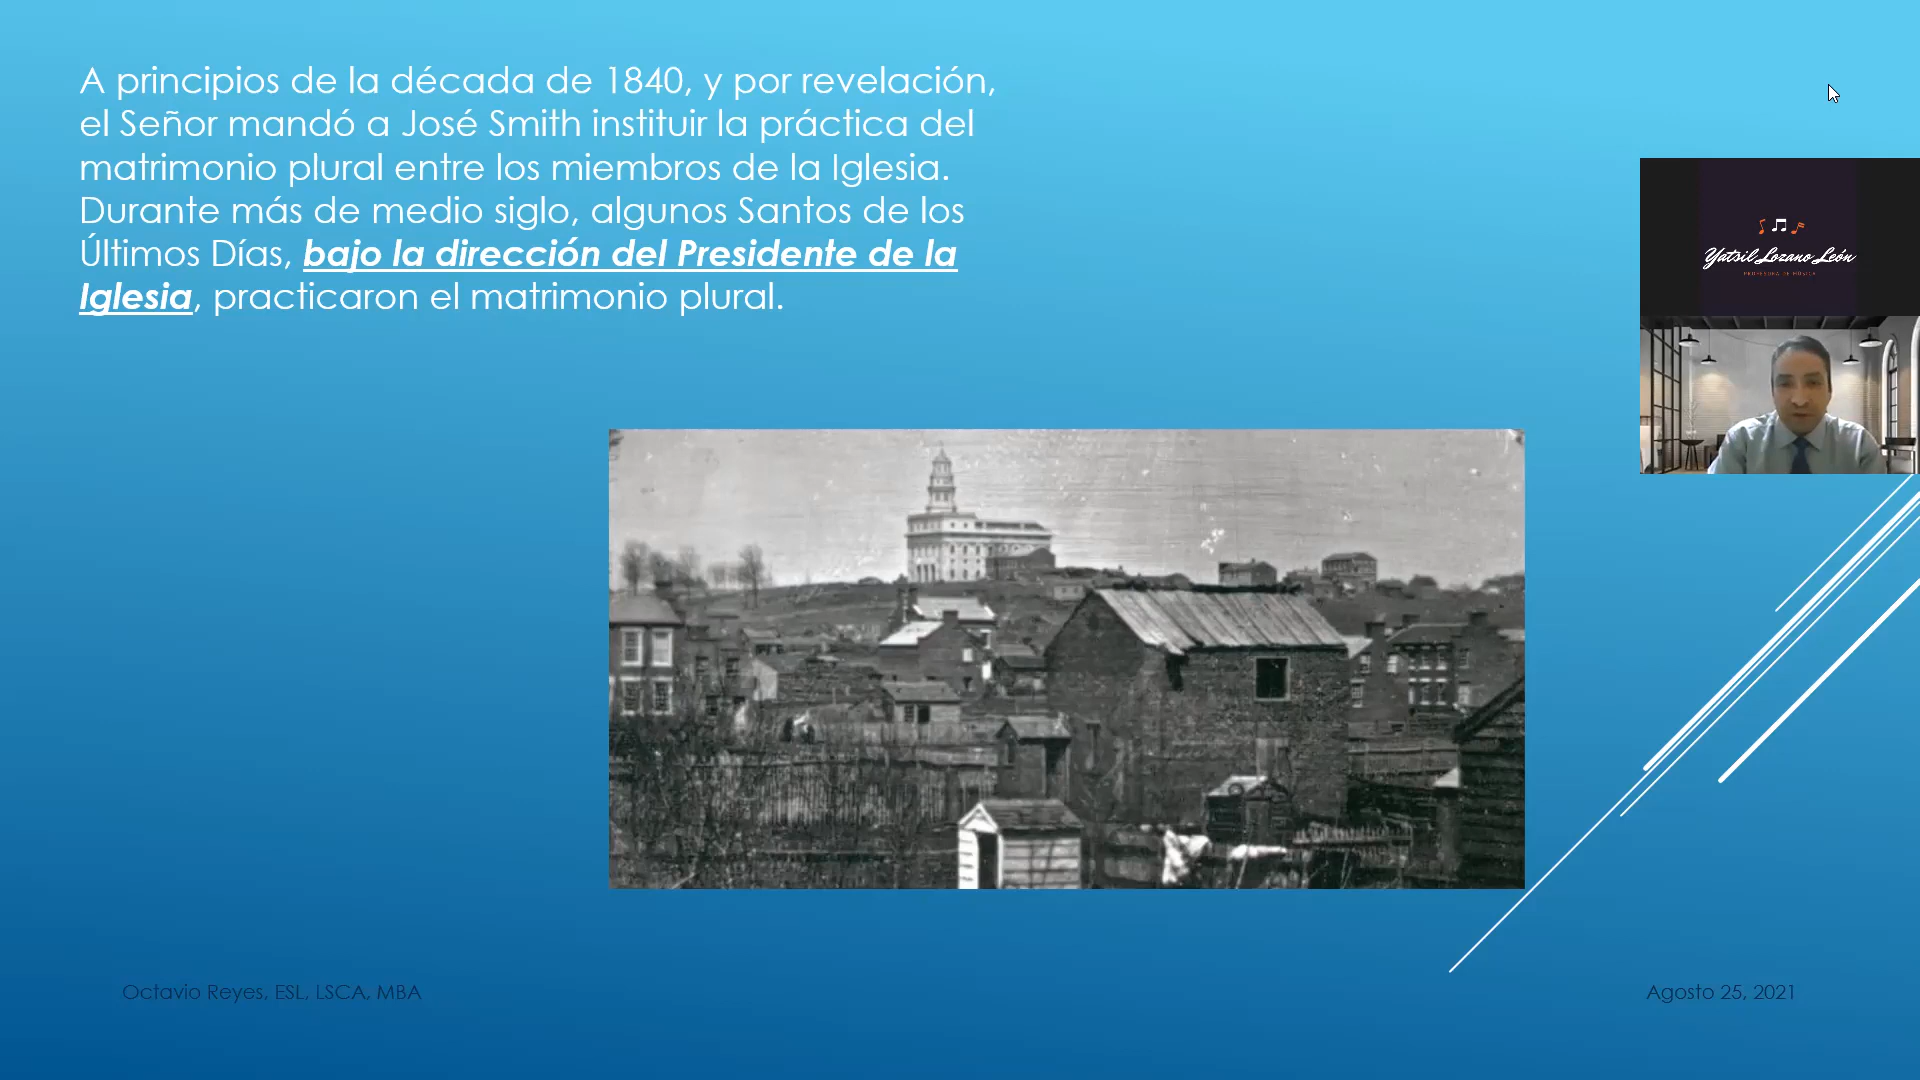 A principios de la década de 1840, y por revelación,
el Señor mandó a José Smith instituir la práctica del
matrimonio plural entre los miembros de la Iglesia.
Durante más de medio siglo, algunos Santos de los
Últimos Días, bajo la dirección del Presidente de la
Iglesia, practicaron el matrimonio plural.
Yatsil Lozano León
PROFESORA DE MÚSICA
Octavio Reyes, ESL, LSCA, MBA
Agosto 25, 2021